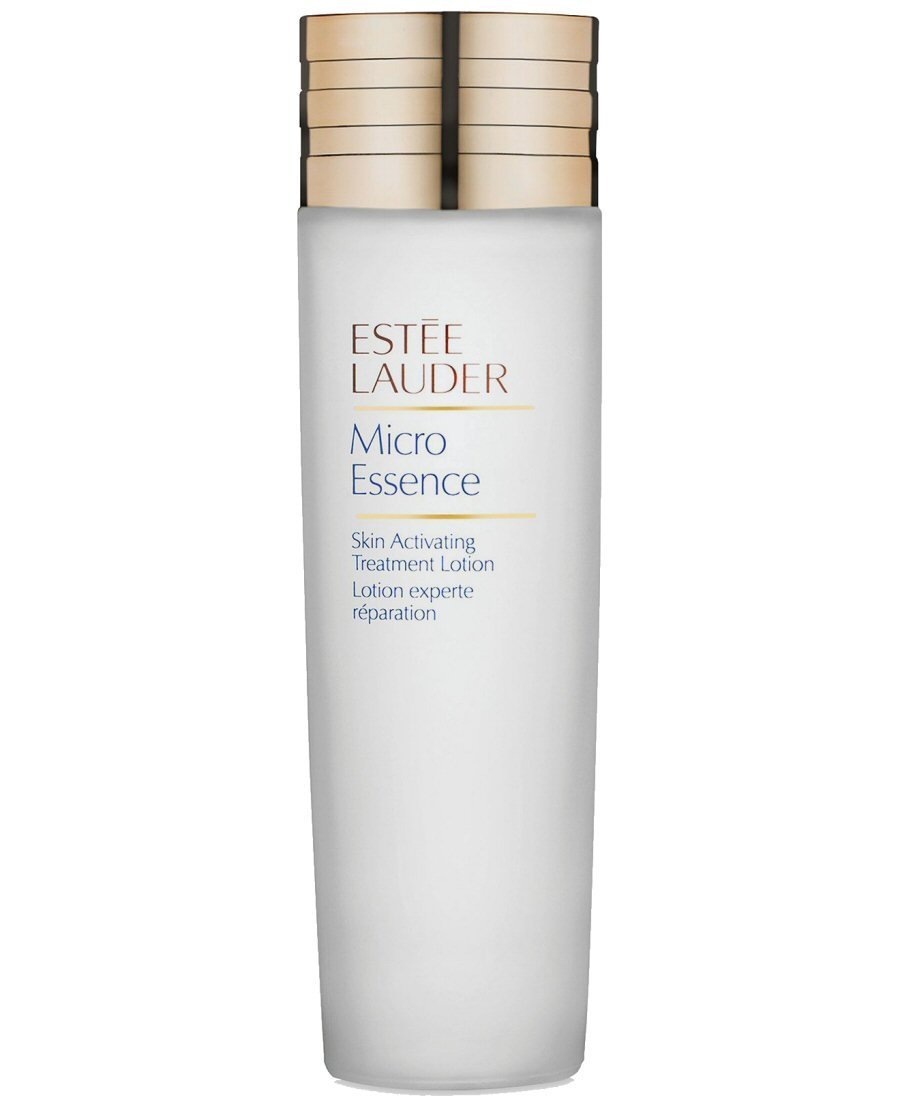 ESTĒE
LAUDER
Micro
Essence
Skin Activating
Treatment Lotion
Lotion experte
réparation